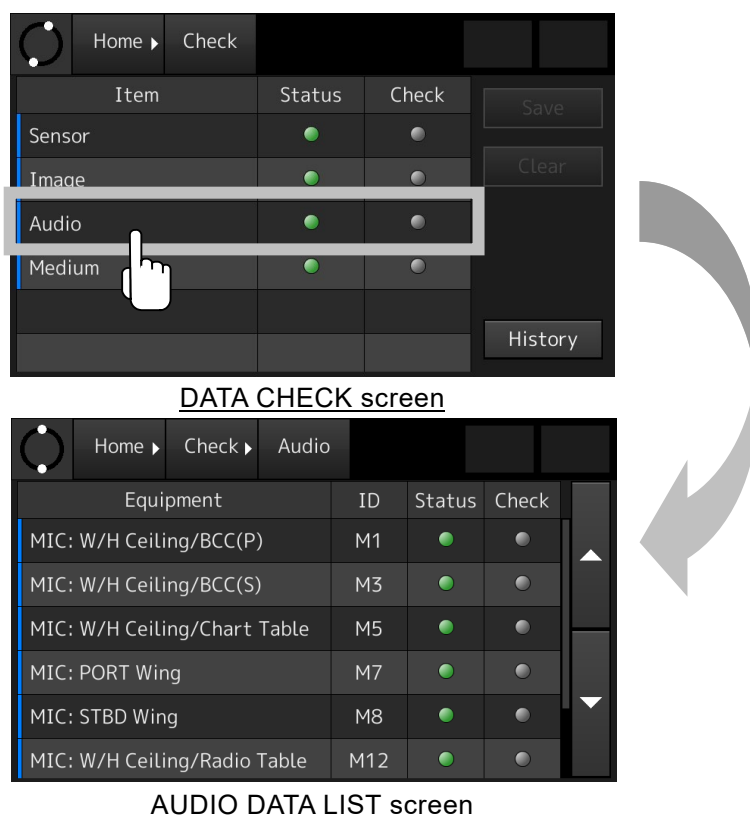 Home Check
Item Status Check
Sensor
Save
Image
Clear
Audio
Medium
History
DATA CHECK screen
Home Check Audio
Equipment ID Status Check
MIC: W/H Ceiling/BCC(P) M1
MIC: W/H Ceiling/BCC(S) M3
MIC: W/H Ceiling/Chart Table M5
MIC: PORT Wing M7
MIC: STBD Wing M8
MIC: W/H Ceiling/Radio Table M12
AUDIO DATA LIST screen